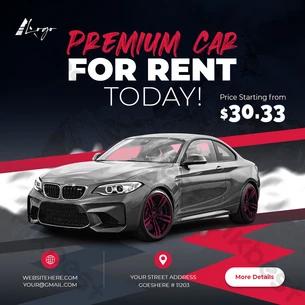 Logo
PREMIUM CAR
FOR RENT
TODAY!
Price Starting from
$30.33
WEBSITEHERE.COM
YOUR@GMAIL.COM
YOUR STREET ADDRESS
GOESHERE # 11203
More Details